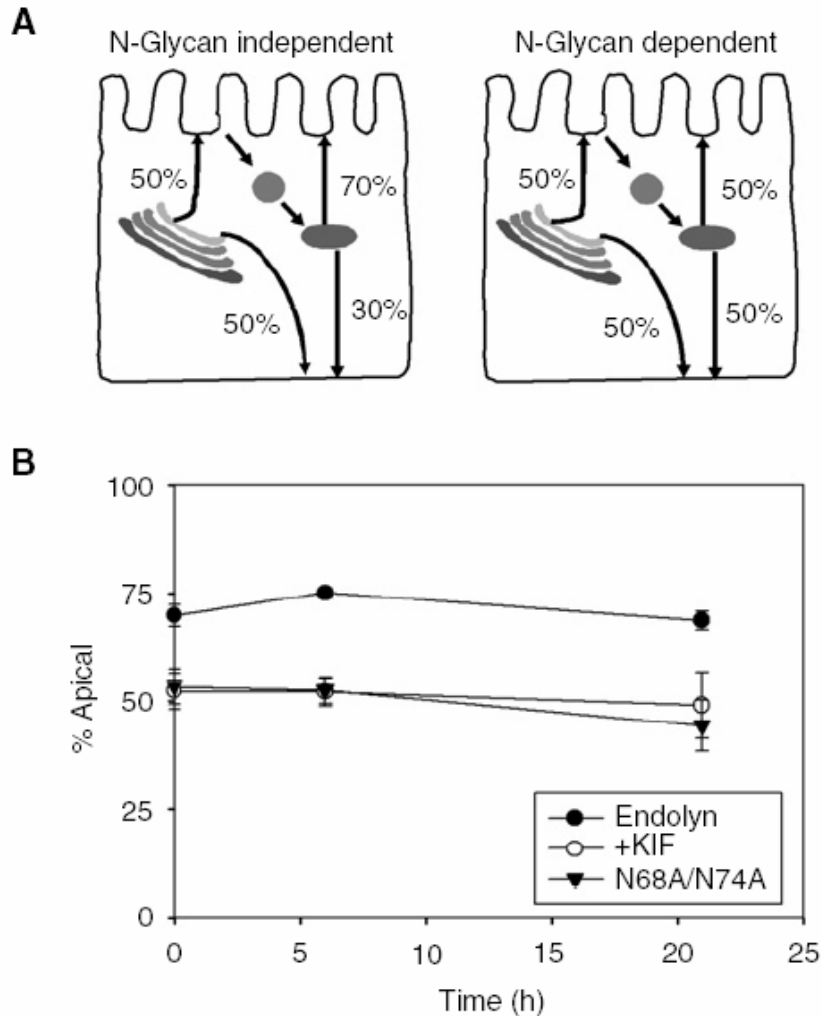 A
N-Glycan independent
N-Glycan dependent
50%
70%
50%
30%
50%
50%
50%
50%
B
100
75
50
25
0
% Apical
Endolyn
+KIF
N68A/N74A
0 5 10 15 20 25
Time (h)